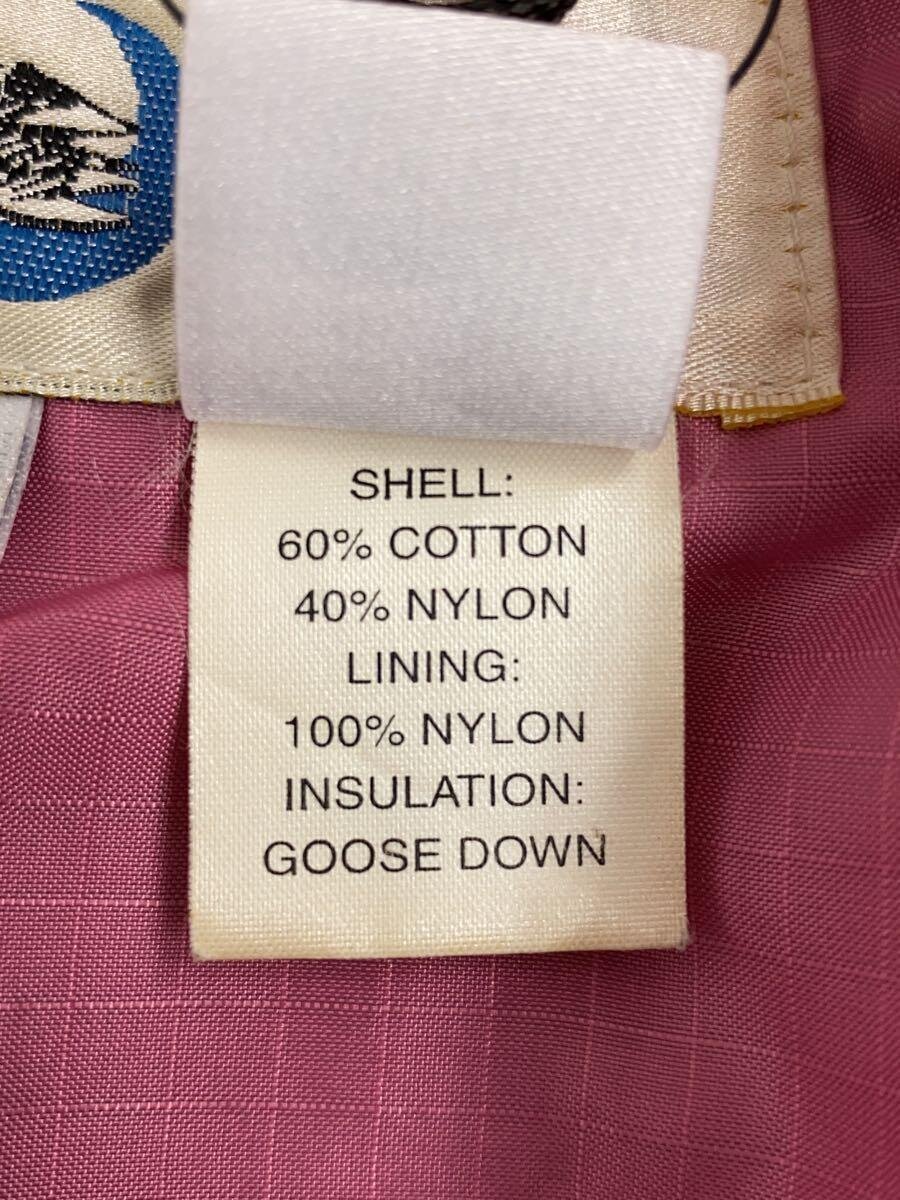 SHELL:
60% COTTON
40% NYLON
LINING:
100% NYLON
INSULATION:
GOOSE DOWN